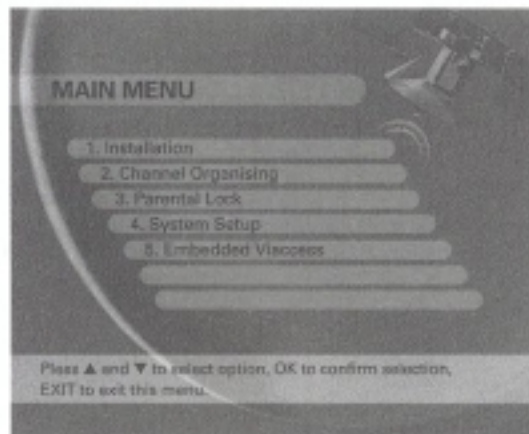 MAIN MENU
1. Installation
2. Channel Organising
3. Parental Lock
4. System Setup
5. Embedded Viaccess
Press ▲ and ▼ to select option, OK to confirm selection,
EXIT to exit this menu.